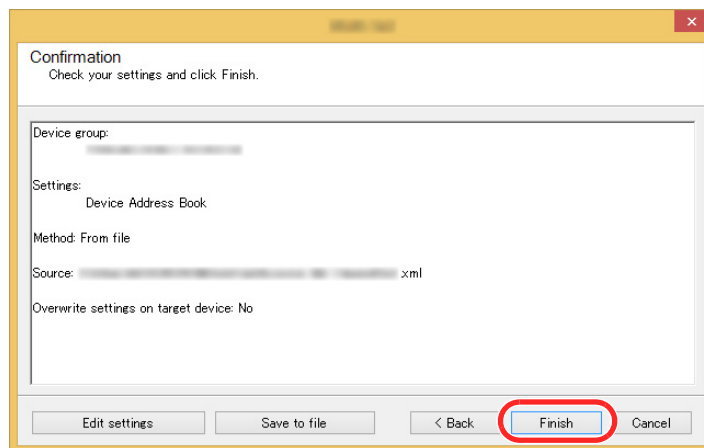 Confirmation
Check your settings and click Finish.
Device group:
Settings:
Device Address Book
Method: From file
Source: .xml
Overwrite settings on target device: No
Edit settings
Save to file
< Back
Finish
Cancel